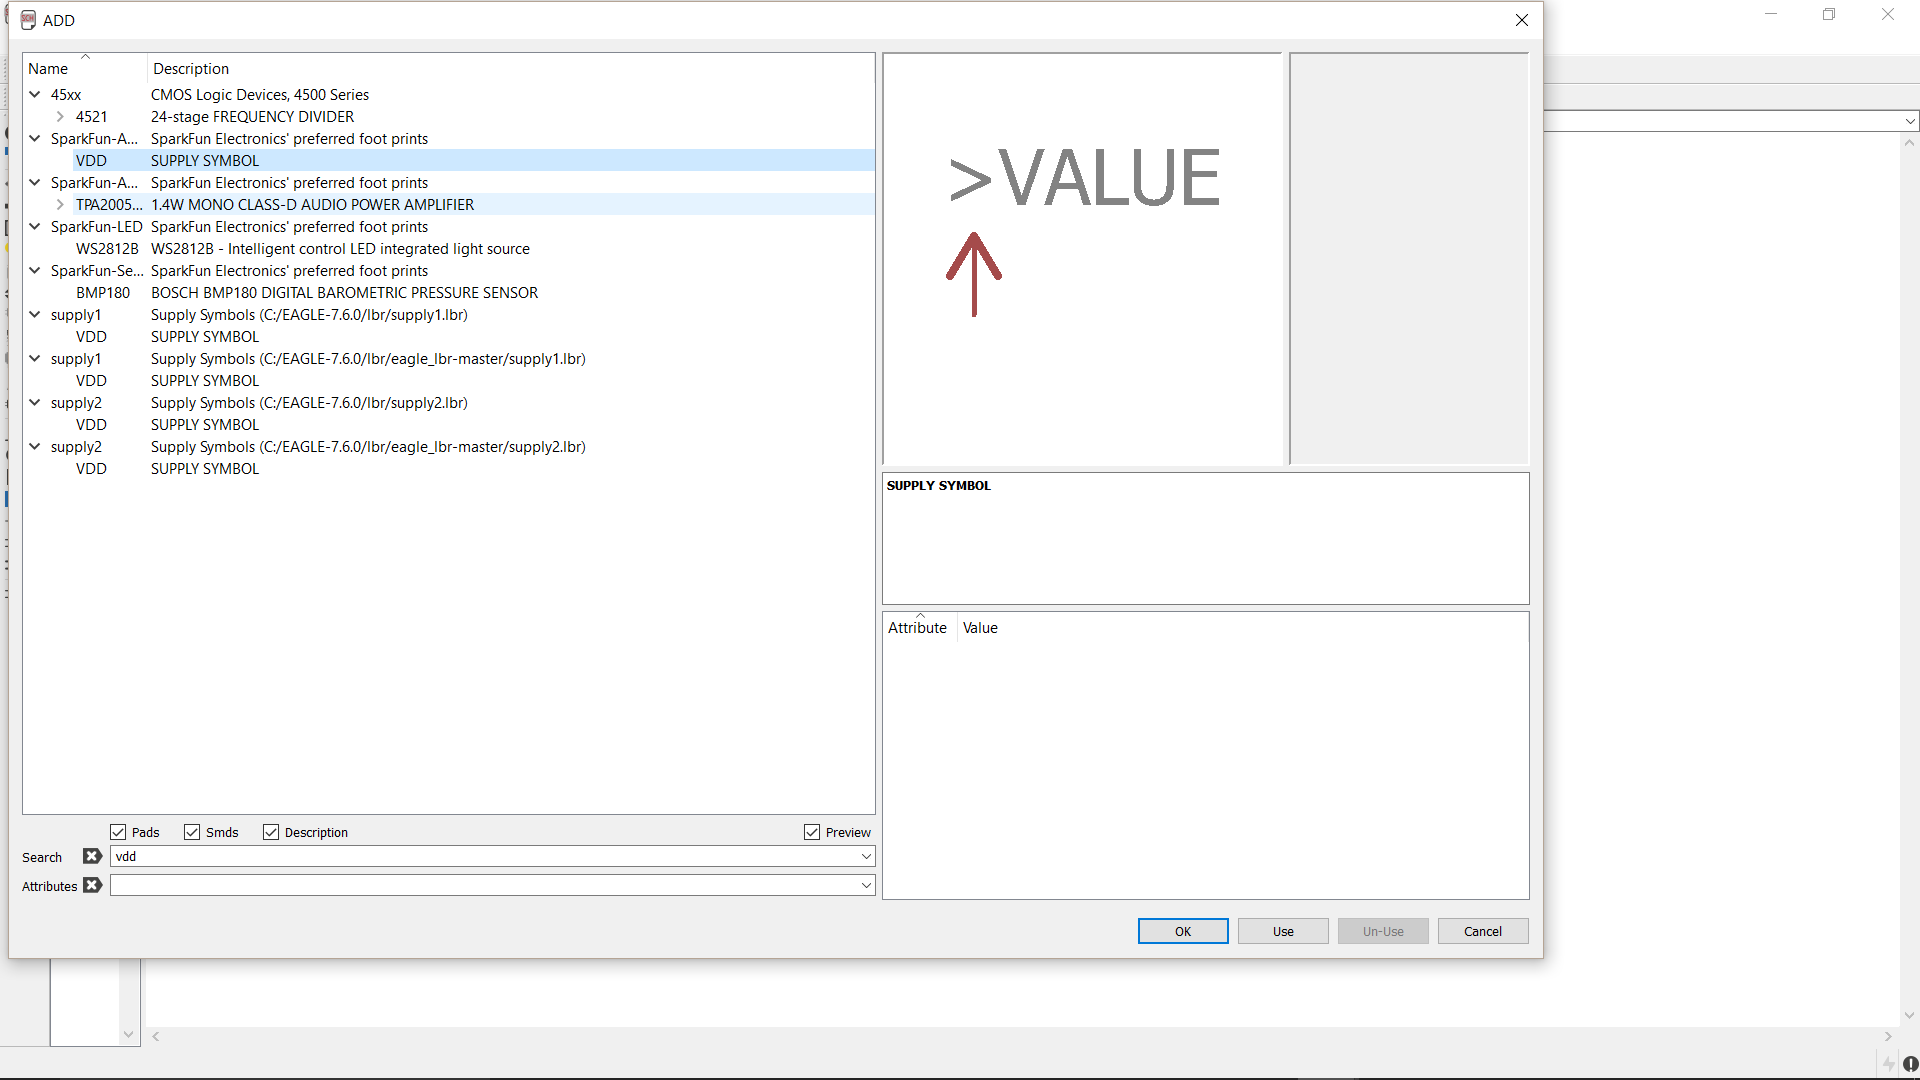 ADD
Name Description
45xx CMOS Logic Devices, 4500 Series
4521 24-stage FREQUENCY DIVIDER
SparkFun-A... SparkFun Electronics' preferred foot prints
VDD SUPPLY SYMBOL
SparkFun-A... SparkFun Electronics' preferred foot prints
TPA2005... 1.4W MONO CLASS-D AUDIO POWER AMPLIFIER
SparkFun-LED SparkFun Electronics' preferred foot prints
WS2812B WS2812B - Intelligent control LED integrated light source
SparkFun-Se... SparkFun Electronics' preferred foot prints
BMP180 BOSCH BMP180 DIGITAL BAROMETRIC PRESSURE SENSOR
supply1 Supply Symbols (C:/EAGLE-7.6.0/lbr/supply1.lbr)
VDD SUPPLY SYMBOL
supply1 Supply Symbols (C:/EAGLE-7.6.0/lbr/eagle_lbr-master/supply1.lbr)
VDD SUPPLY SYMBOL
supply2 Supply Symbols (C:/EAGLE-7.6.0/lbr/supply2.lbr)
VDD SUPPLY SYMBOL
supply2 Supply Symbols (C:/EAGLE-7.6.0/lbr/eagle_lbr-master/supply2.lbr)
VDD SUPPLY SYMBOL
Pads Smds Description Preview
Search vdd
Attributes
>VALUE
SUPPLY SYMBOL
Attribute Value
OK Use Un-Use Cancel